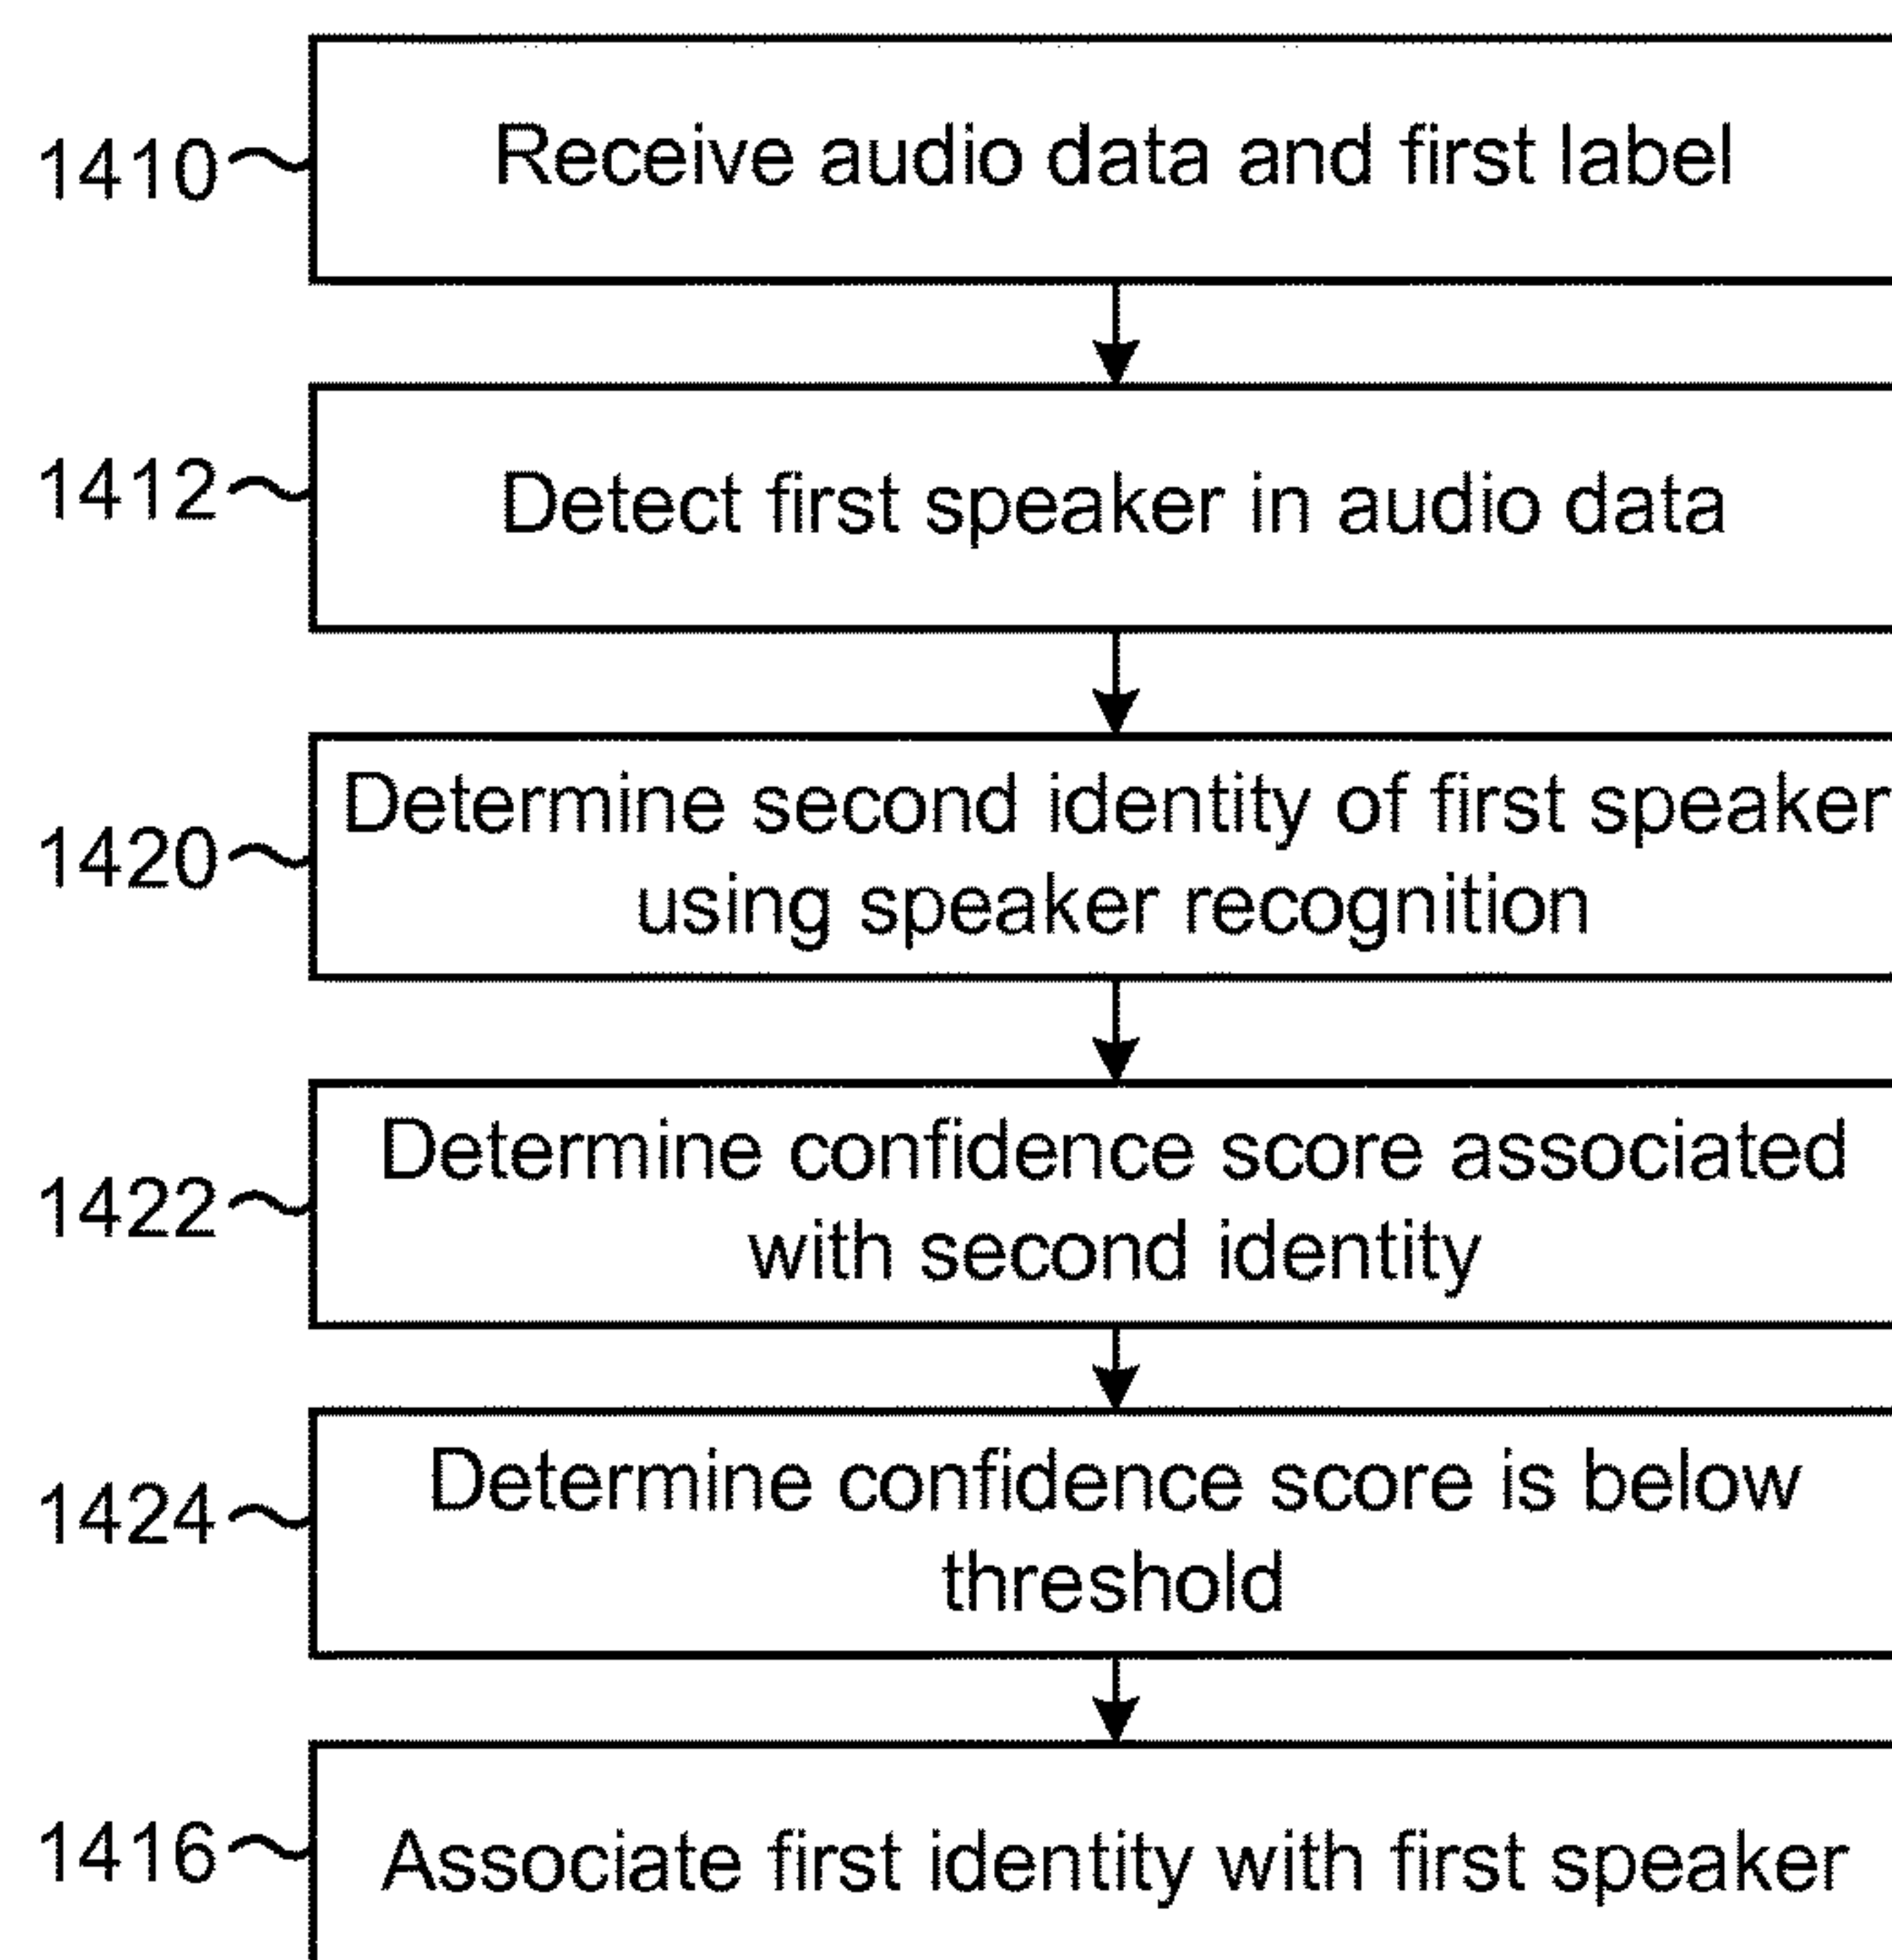 1410 Receive audio data and first label
1412 Detect first speaker in audio data
Determine second identity of first speaker
1420 using speaker recognition
Determine confidence score associated
1422 with second identity
Determine confidence score is below
1424 threshold
1416 Associate first identity with first speaker